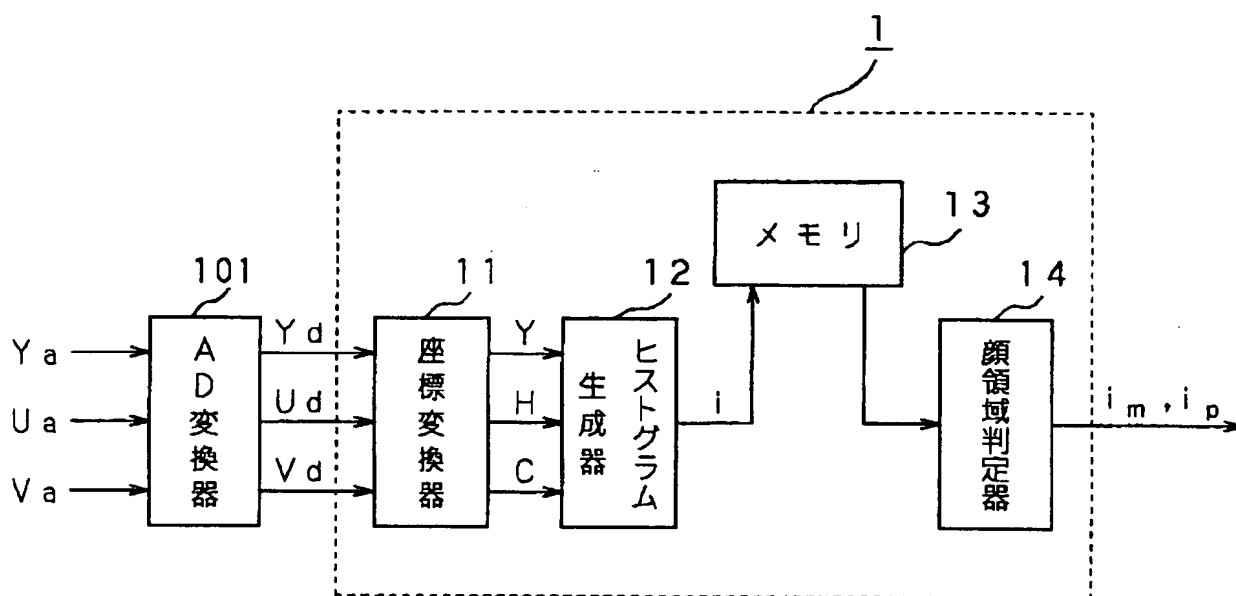 1
メモリ
13
101
11
12
14
Ya
Ua
Va
AD変換器
Yd
Ud
Vd
座標変換器
Y
H
C
ヒストグラム
生成器
i
顔領域判定器
im, ip